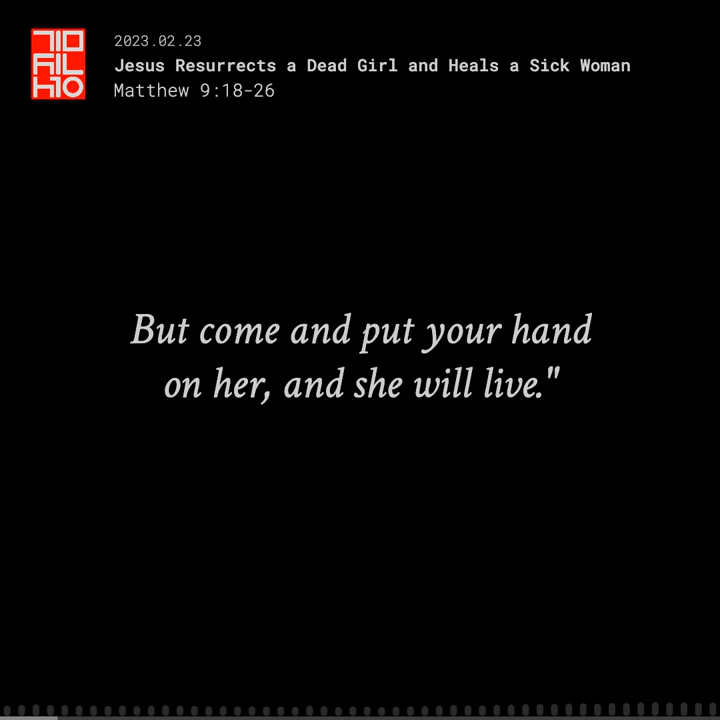 2023.02.23
Jesus Resurrects a Dead Girl and Heals a Sick Woman
Matthew 9:18-26
But come and put your hand
on her, and she will live."